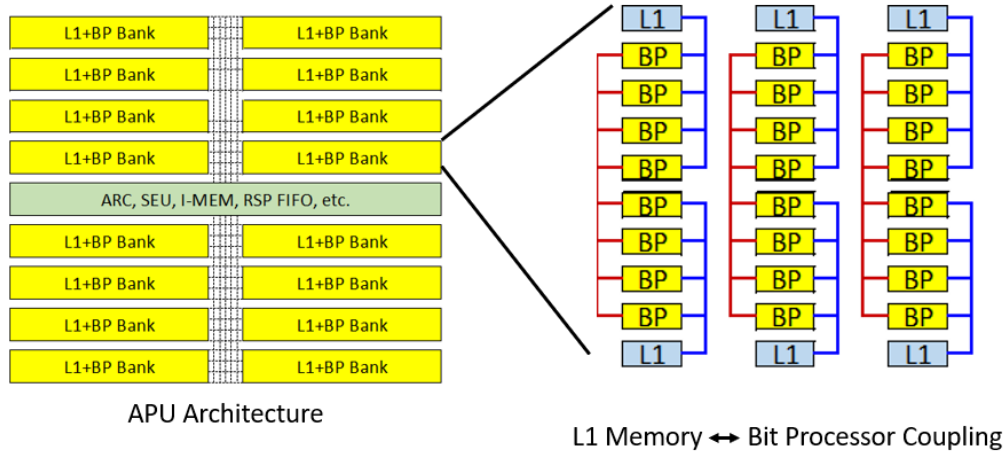 L1+BP Bank L1+BP Bank
L1+BP Bank L1+BP Bank
L1+BP Bank L1+BP Bank
L1+BP Bank L1+BP Bank
ARC, SEU, I-MEM, RSP FIFO, etc.
L1+BP Bank L1+BP Bank
L1+BP Bank L1+BP Bank
L1+BP Bank L1+BP Bank
L1+BP Bank L1+BP Bank
APU Architecture
L1 L1 L1
BP BP BP
BP BP BP
BP BP BP
BP BP BP
BP BP BP
BP BP BP
BP BP BP
BP BP BP
L1 L1 L1
L1 Memory ↔ Bit Processor Coupling